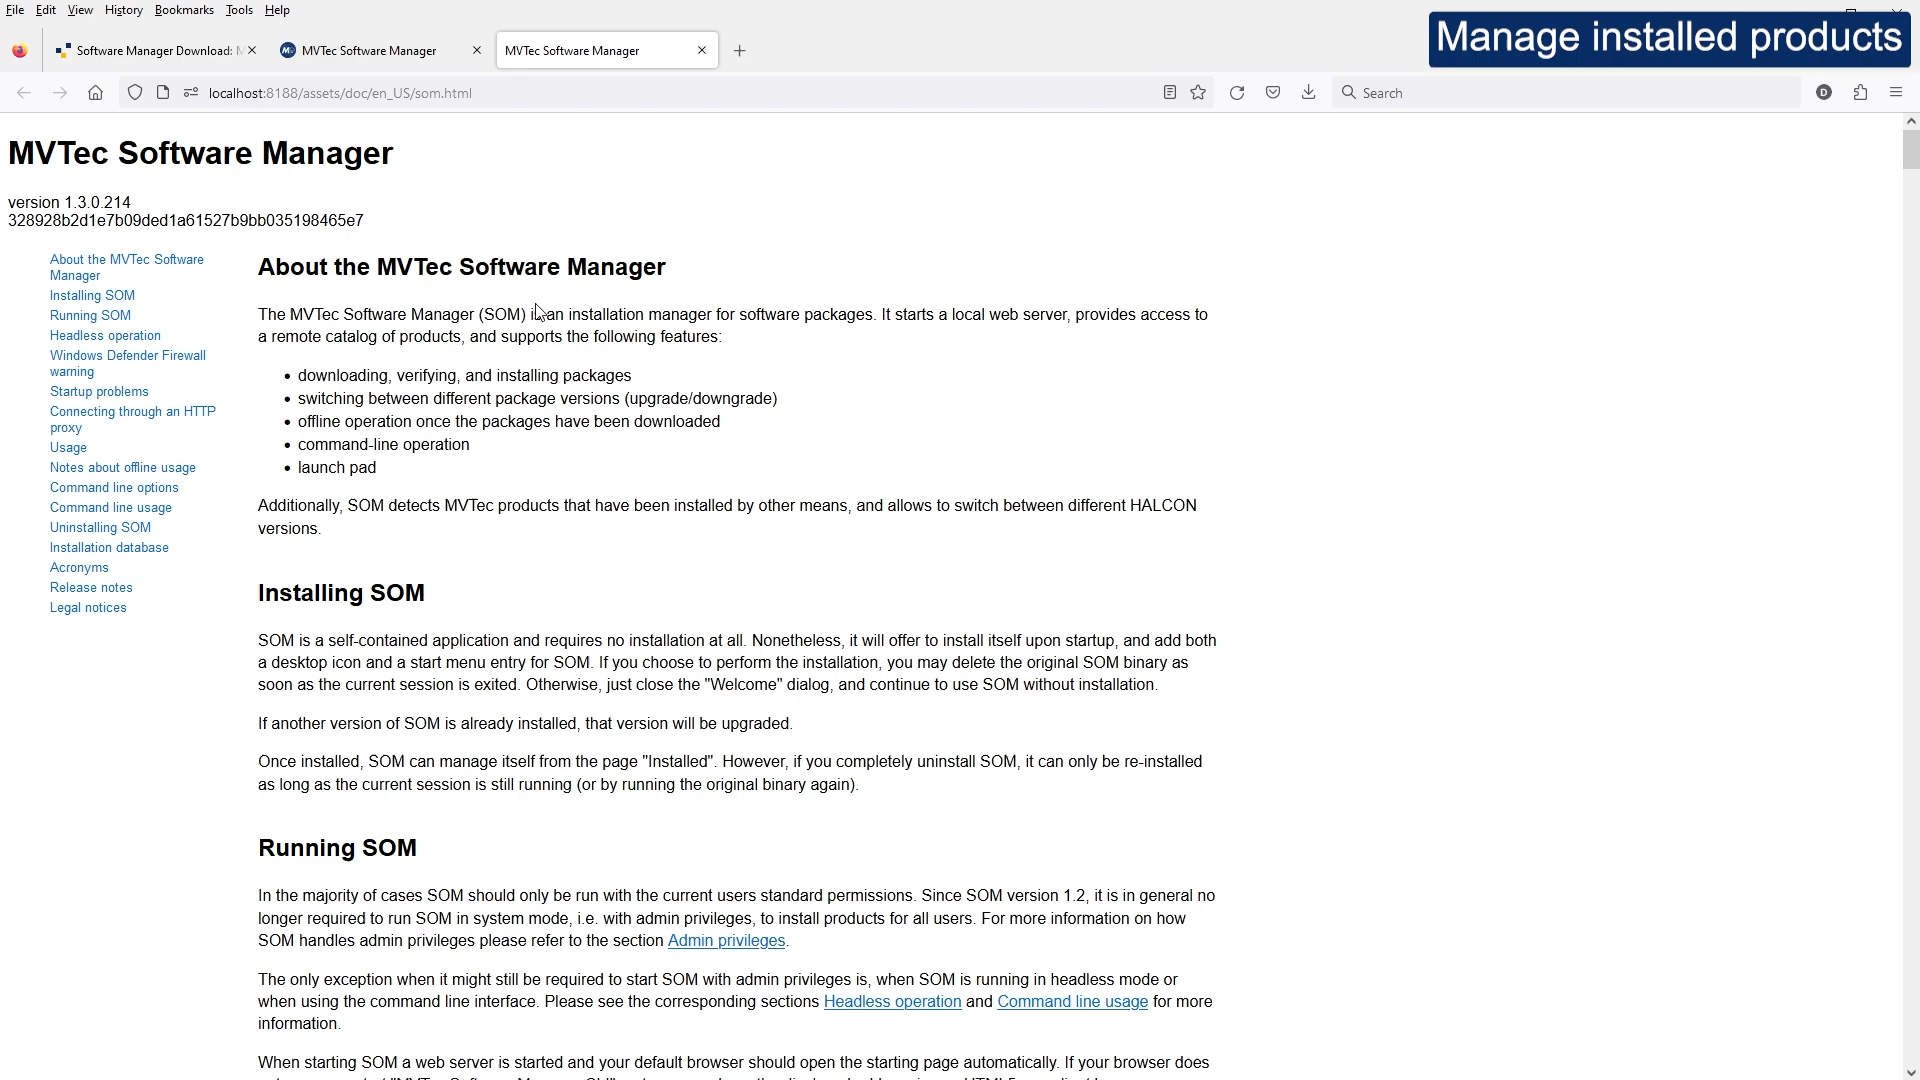 File Edit View History Bookmarks Tools Help
Manage installed products
Software Manager Download: M
MVTec Software Manager
MVTec Software Manager
localhost:8188/assets/doc/en_US/som.html
Search
D
MVTec Software Manager
version 1.3.0.214
328928b2d1e7b09ded1a61527b9bb035198465e7
About the MVTec Software
Manager
Installing SOM
Running SOM
Headless operation
Windows Defender Firewall
warning
Startup problems
Connecting through an HTTP
proxy
Usage
Notes about offline usage
Command line options
Command line usage
Uninstalling SOM
Installation database
Acronyms
Release notes
Legal notices
About the MVTec Software Manager
The MVTec Software Manager (SOM) is an installation manager for software packages. It starts a local web server, provides access to
a remote catalog of products, and supports the following features:
• downloading, verifying, and installing packages
• switching between different package versions (upgrade/downgrade)
• offline operation once the packages have been downloaded
• command-line operation
• launch pad
Additionally, SOM detects MVTec products that have been installed by other means, and allows to switch between different HALCON
versions.
Installing SOM
SOM is a self-contained application and requires no installation at all. Nonetheless, it will offer to install itself upon startup, and add both
a desktop icon and a start menu entry for SOM. If you choose to perform the installation, you may delete the original SOM binary as
soon as the current session is exited. Otherwise, just close the "Welcome" dialog, and continue to use SOM without installation.
If another version of SOM is already installed, that version will be upgraded.
Once installed, SOM can manage itself from the page "Installed". However, if you completely uninstall SOM, it can only be re-installed
as long as the current session is still running (or by running the original binary again).
Running SOM
In the majority of cases SOM should only be run with the current users standard permissions. Since SOM version 1.2, it is in general no
longer required to run SOM in system mode, i.e. with admin privileges, to install products for all users. For more information on how
SOM handles admin privileges please refer to the section Admin privileges.
The only exception when it might still be required to start SOM with admin privileges is, when SOM is running in headless mode or
when using the command line interface. Please see the corresponding sections Headless operation and Command line usage for more
information.
When starting SOM a web server is started and your default browser should open the starting page automatically. If your browser does